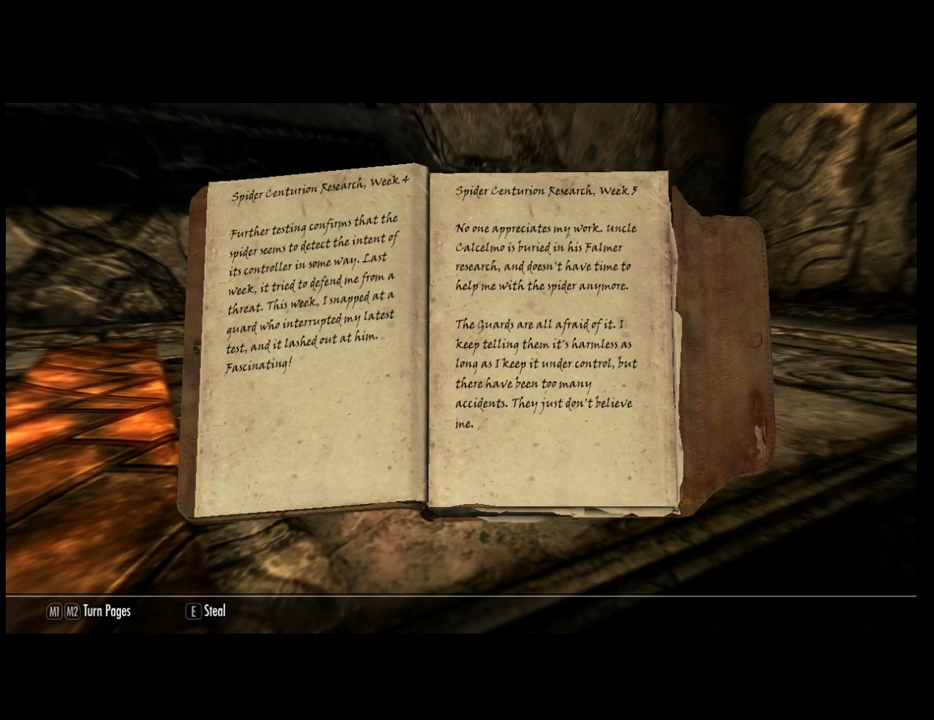 Spider Centurion Research, Week 4
Further testing confirms that the
spider seems to detect the intent of
its controller in some way. Last
week, it tried to defend me from a
threat. This week, I snapped at a
guard who interrupted my latest
test, and it lashed out at him.
Fascinating!
Spider Centurion Research, Week 5
No one appreciates my work. Uncle
Calcelmo is buried in his Falmer
research, and doesn't have time to
help me with the spider anymore.
The Guards are all afraid of it. I
keep telling them it's harmless as
long as I keep it under control, but
there have been too many
accidents. They just don't believe
me.
M1 M2 Turn Pages
E Steal